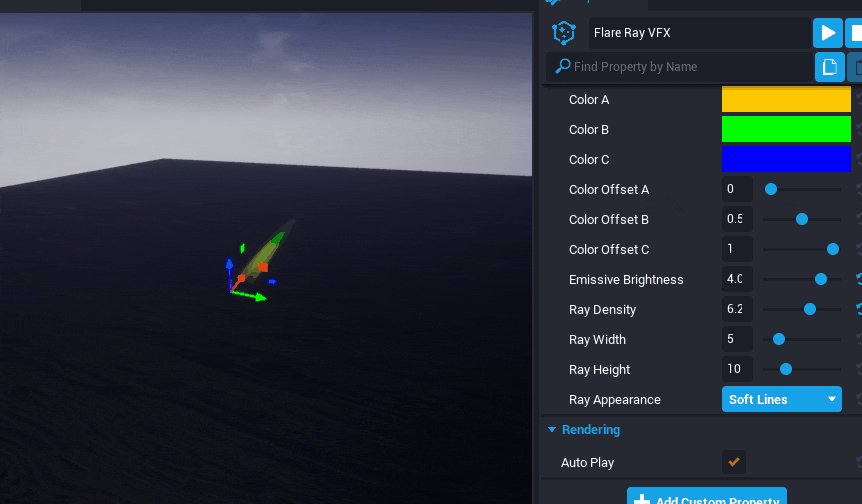 Flare Ray VFX
Find Property by Name
Color A
Color B
Color C
Color Offset A 0
Color Offset B 0.5
Color Offset C 1
Emissive Brightness 4.0
Ray Density 6.2
Ray Width 5
Ray Height 10
Ray Appearance Soft Lines
Rendering
Auto Play
Add Custom Property